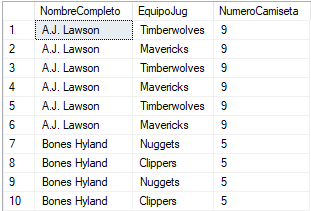 NombreCompleto EquipoJug NumeroCamiseta
1 A.J. Lawson Timberwolves 9
2 A.J. Lawson Mavericks 9
3 A.J. Lawson Timberwolves 9
4 A.J. Lawson Mavericks 9
5 A.J. Lawson Timberwolves 9
6 A.J. Lawson Mavericks 9
7 Bones Hyland Nuggets 5
8 Bones Hyland Clippers 5
9 Bones Hyland Nuggets 5
10 Bones Hyland Clippers 5